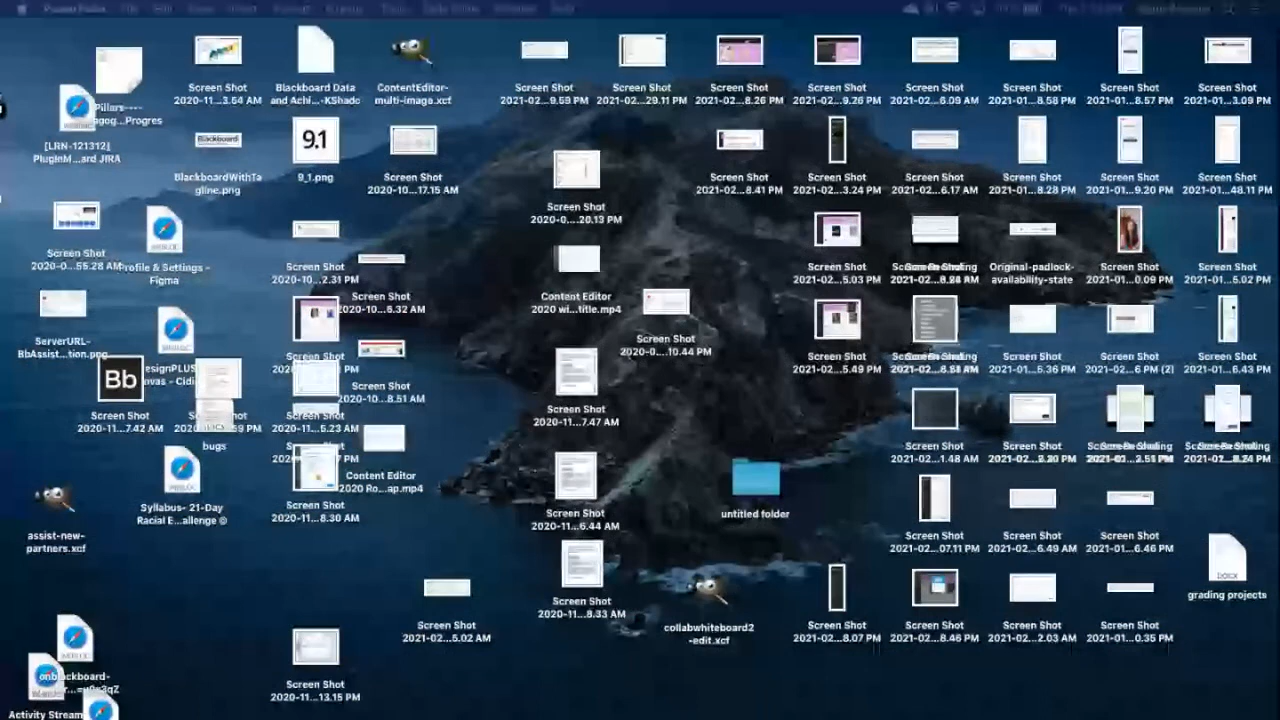 Screen Shot
2020-11...3.54 AM
Blackboard Data
and Achi...-KShado
ContentEditor-
multi-image.xcf
Screen Shot
2021-02...9.59 PM
Screen Shot
2021-02...29.11 PM
Screen Shot
2021-02...8.26 PM
Screen Shot
2021-02...9.26 PM
Screen Shot
2021-02...6.09 AM
Screen Shot
2021-01...8.58 PM
Screen Shot
2021-01...8.57 PM
Screen Shot
2021-01...3.09 PM
[LRN-121312]
PlugInM...ard JIRA
Blackboard
BlackboardWithTa
gline.png
9.1
9_1.png
Screen Shot
2020-10...17.15 AM
Screen Shot
2020-0....20.13 PM
Screen Shot
2021-02...8.41 PM
Screen Shot
2021-02...3.24 PM
Screen Shot
2021-02...6.17 AM
Screen Shot
2021-01...8.28 PM
Screen Shot
2021-01...9.20 PM
Screen Shot
2021-01...48.11 PM
Screen Shot
2020-0...55.28 AM
Profile & Settings -
Figma
Screen Shot
2020-10...2.31 PM
Screen Shot
2020-10...6.32 AM
Content Editor
2020 wi...title.mp4
Screen Shot
2020-0....10.44 PM
Screen Shot
2021-02...5.03 PM
Original-padlock-
availability-state
Screen Shot
2021-01...0.09 PM
Screen Shot
2021-01...5.02 PM
ServerURL-
BbAssist...tion.png
Screen Shot
2021-02...5.49 PM
Screen Shot
2021-01...5.36 PM
Screen Shot
2021-02...6 PM (2)
Screen Shot
2021-01...6.43 PM
Bb
Screen Shot
2020-11...7.42 AM
bugs
Screen Shot
2020-11...5.23 AM
Screen Shot
2020-10...8.51 AM
Screen Shot
2020-11...7.47 AM
Screen Shot
2021-02...1.48 AM
Syllabus- 21-Day
Racial E...allenge ©
Screen Shot
2020-11...8.30 AM
Content Editor
2020 Ro...ap.mp4
Screen Shot
2020-11...6.44 AM
untitled folder
Screen Shot
2021-02...07.11 PM
Screen Shot
2021-02...6.49 AM
Screen Shot
2021-01...6.46 PM
assist-new-
partners.xcf
Screen Shot
2020-11...8.33 AM
DOCX
grading projects
Screen Shot
2021-02...5.02 AM
collabwhiteboard2
-edit.xcf
Screen Shot
2021-02...8.07 PM
Screen Shot
2021-02...8.46 PM
Screen Shot
2021-02...2.03 AM
Screen Shot
2021-01...0.35 PM
Screen Shot
2020-11...13.15 PM
Activity Stream